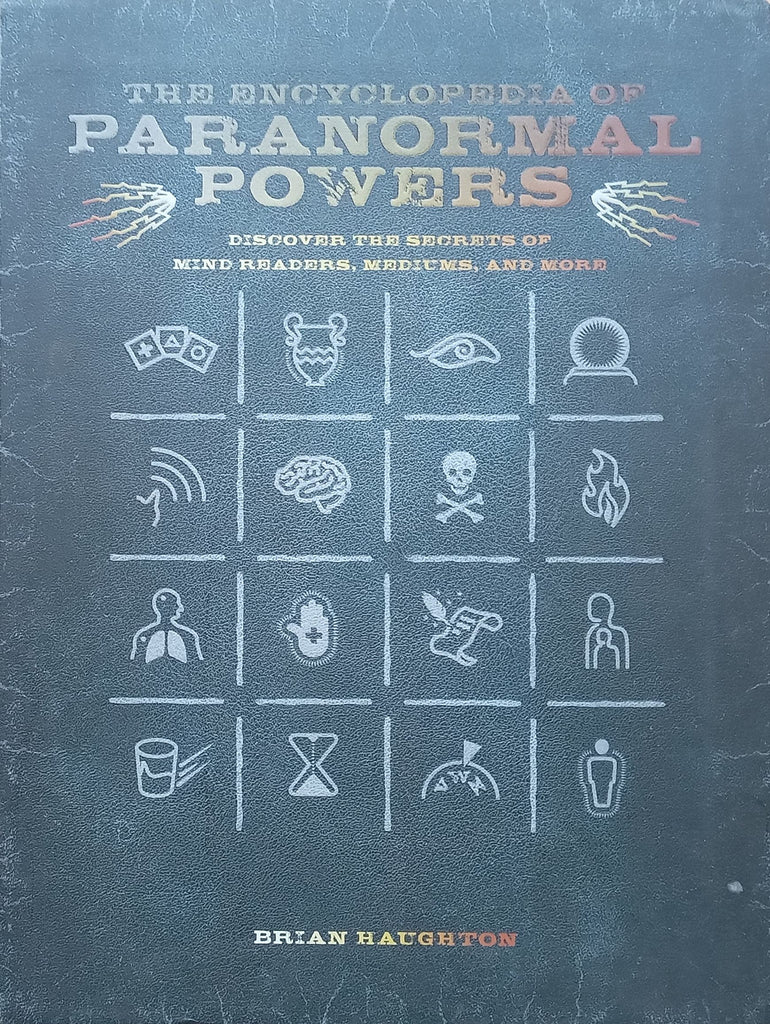 THE ENCYCLOPEDIA OF
PARANORMAL
POWERS
DISCOVER THE SECRETS OF
MIND READERS, MEDIUMS, AND MORE
BRIAN HAUGHTON